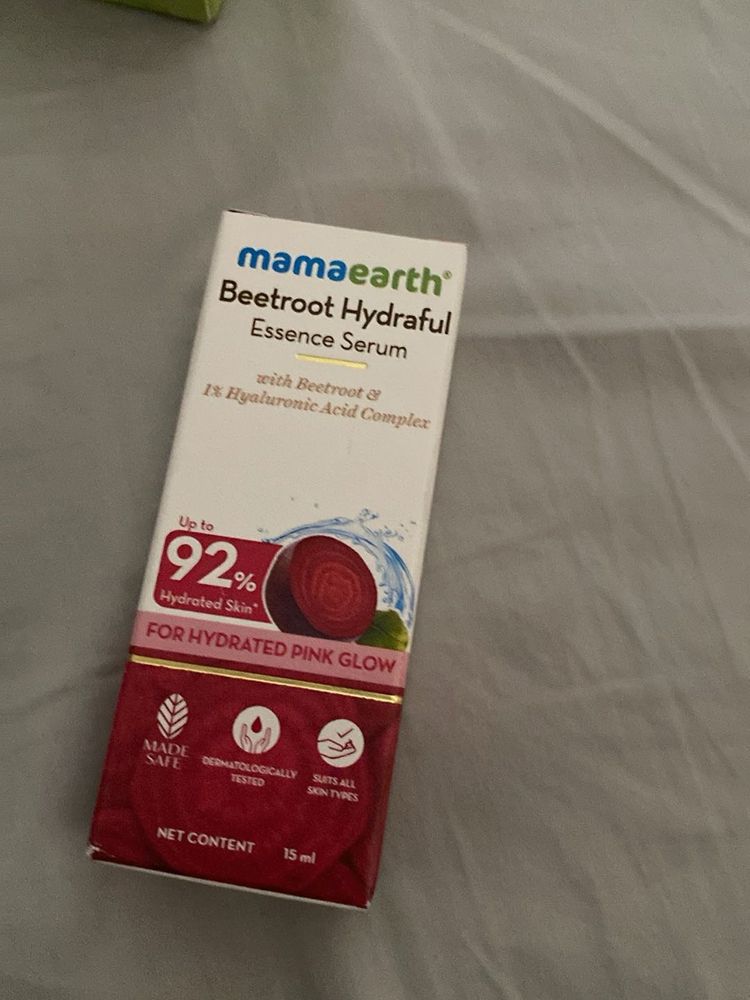 mamaearth®
Beetroot Hydraful
Essence Serum
with Beetroot &
1% Hyaluronic Acid Complex
Up to
92%
Hydrated Skin*
FOR HYDRATED PINK GLOW
MADE
SAFE
DERMATOLOGICALLY
TESTED
SUITS ALL
SKIN TYPES
NET CONTENT 15 ml